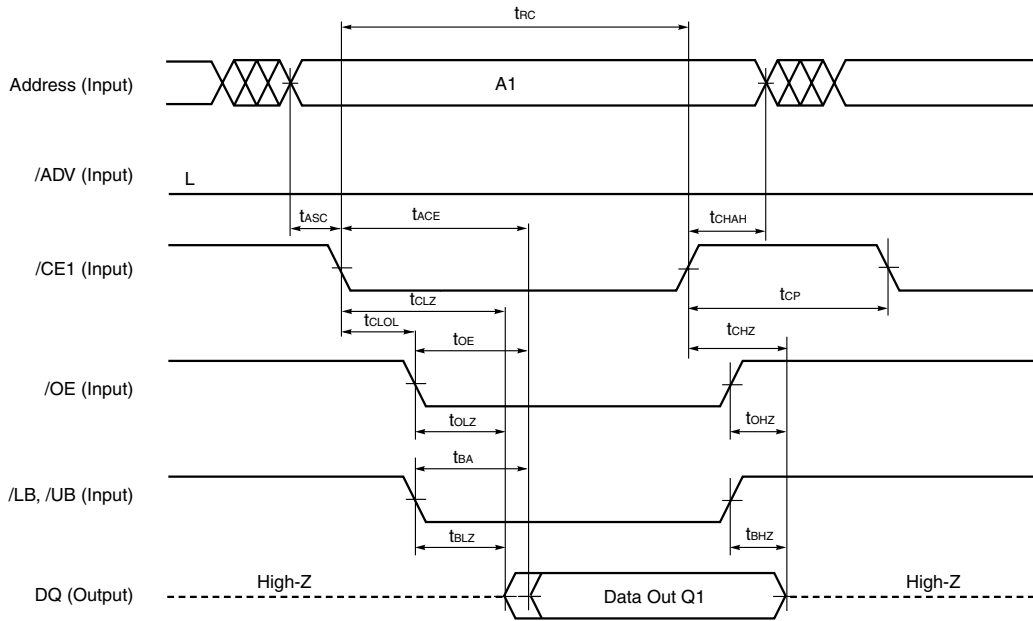 tRC
Address (Input)
A1
/ADV (Input)
L
tASC
tACE
tCHAH
/CE1 (Input)
tCLZ
tCP
tCLOL
tOE
tCHZ
/OE (Input)
tOLZ
tOHZ
tBA
/LB, /UB (Input)
tBLZ
tBHZ
High-Z
High-Z
DQ (Output)
Data Out Q1